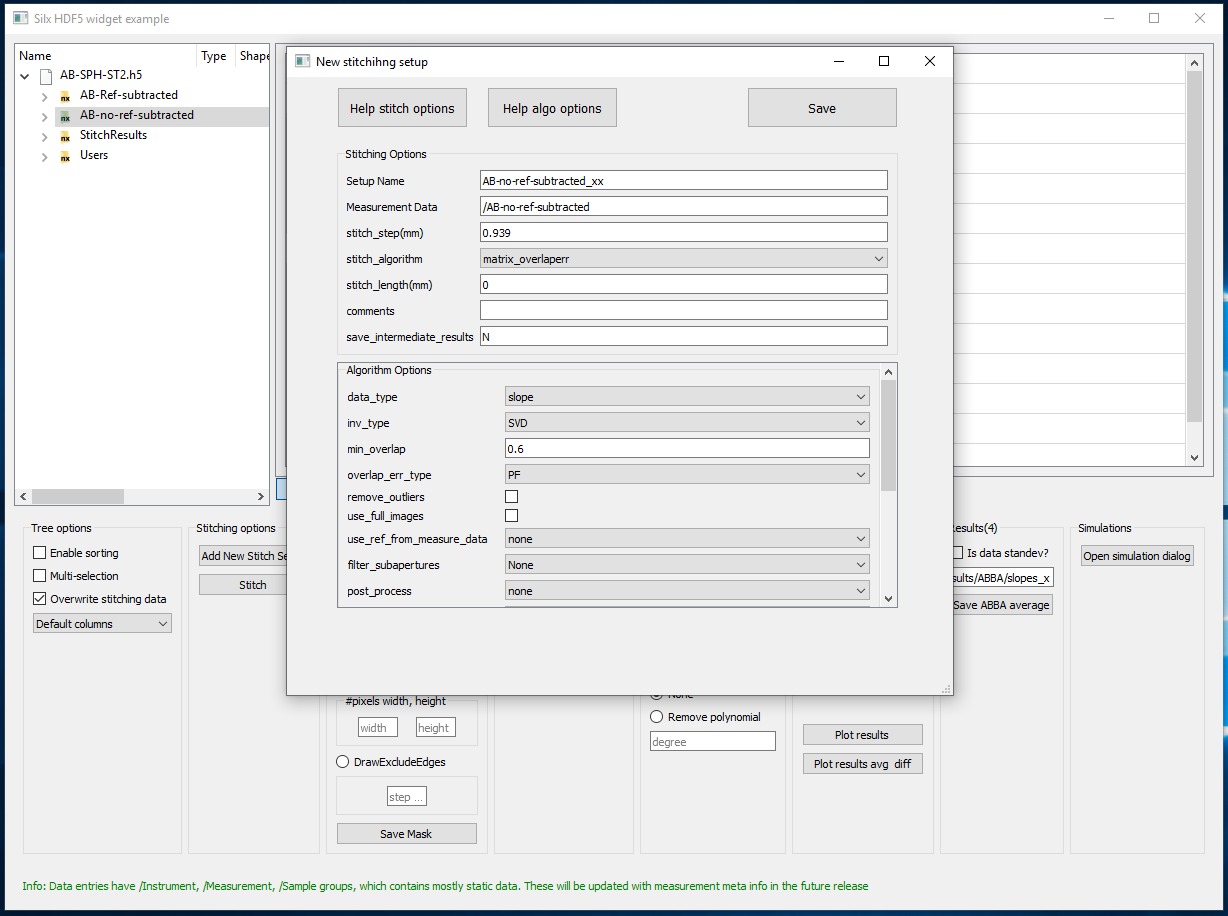 Silx HDF5 widget example
Name Type Shape
AB-SPH-ST2.h5
AB-Ref-subtracted
AB-no-ref-subtracted
StitchResults
Users
New stitchihng setup
Help stitch options Help algo options Save
Stitching Options
Setup Name AB-no-ref-subtracted_xx
Measurement Data /AB-no-ref-subtracted
stitch_step(mm) 0.939
stitch_algorithm matrix_overlaperr
stitch_length(mm) 0
comments
save_intermediate_results N
Algorithm Options
data_type slope
inv_type SVD
min_overlap 0.6
overlap_err_type PF
remove_outliers
use_full_images
use_ref_from_measure_data none
filter_subapertures None
post_process none
Tree options
Enable sorting
Multi-selection
Overwrite stitching data
Default columns
Stitching options
Add New Stitch Se
Stitch
#pixels width, height
width height
DrawExcludeEdges
step ...
Save Mask
None
Remove polynomial
degree
Plot results
Plot results avg diff
esults(4)
Is data standev?
sults/ABBA/slopes_x
Save ABBA average
Simulations
Open simulation dialog
Info: Data entries have /Instrument, /Measurement, /Sample groups, which contains mostly static data. These will be updated with measurement meta info in the future release